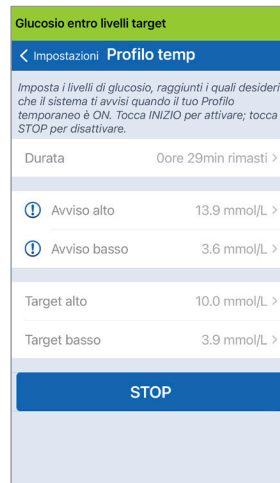 Glucosio entro livelli target
Impostazioni Profilo temp
Imposta i livelli di glucosio, raggiunti i quali desideri
che il sistema ti avvisi quando il tuo Profilo
temporaneo è ON. Tocca INIZIO per attivare; tocca
STOP per disattivare.
Durata 0ore 29min rimasti >
Avviso alto 13.9 mmol/L >
Avviso basso 3.6 mmol/L >
Target alto 10.0 mmol/L >
Target basso 3.9 mmol/L >
STOP